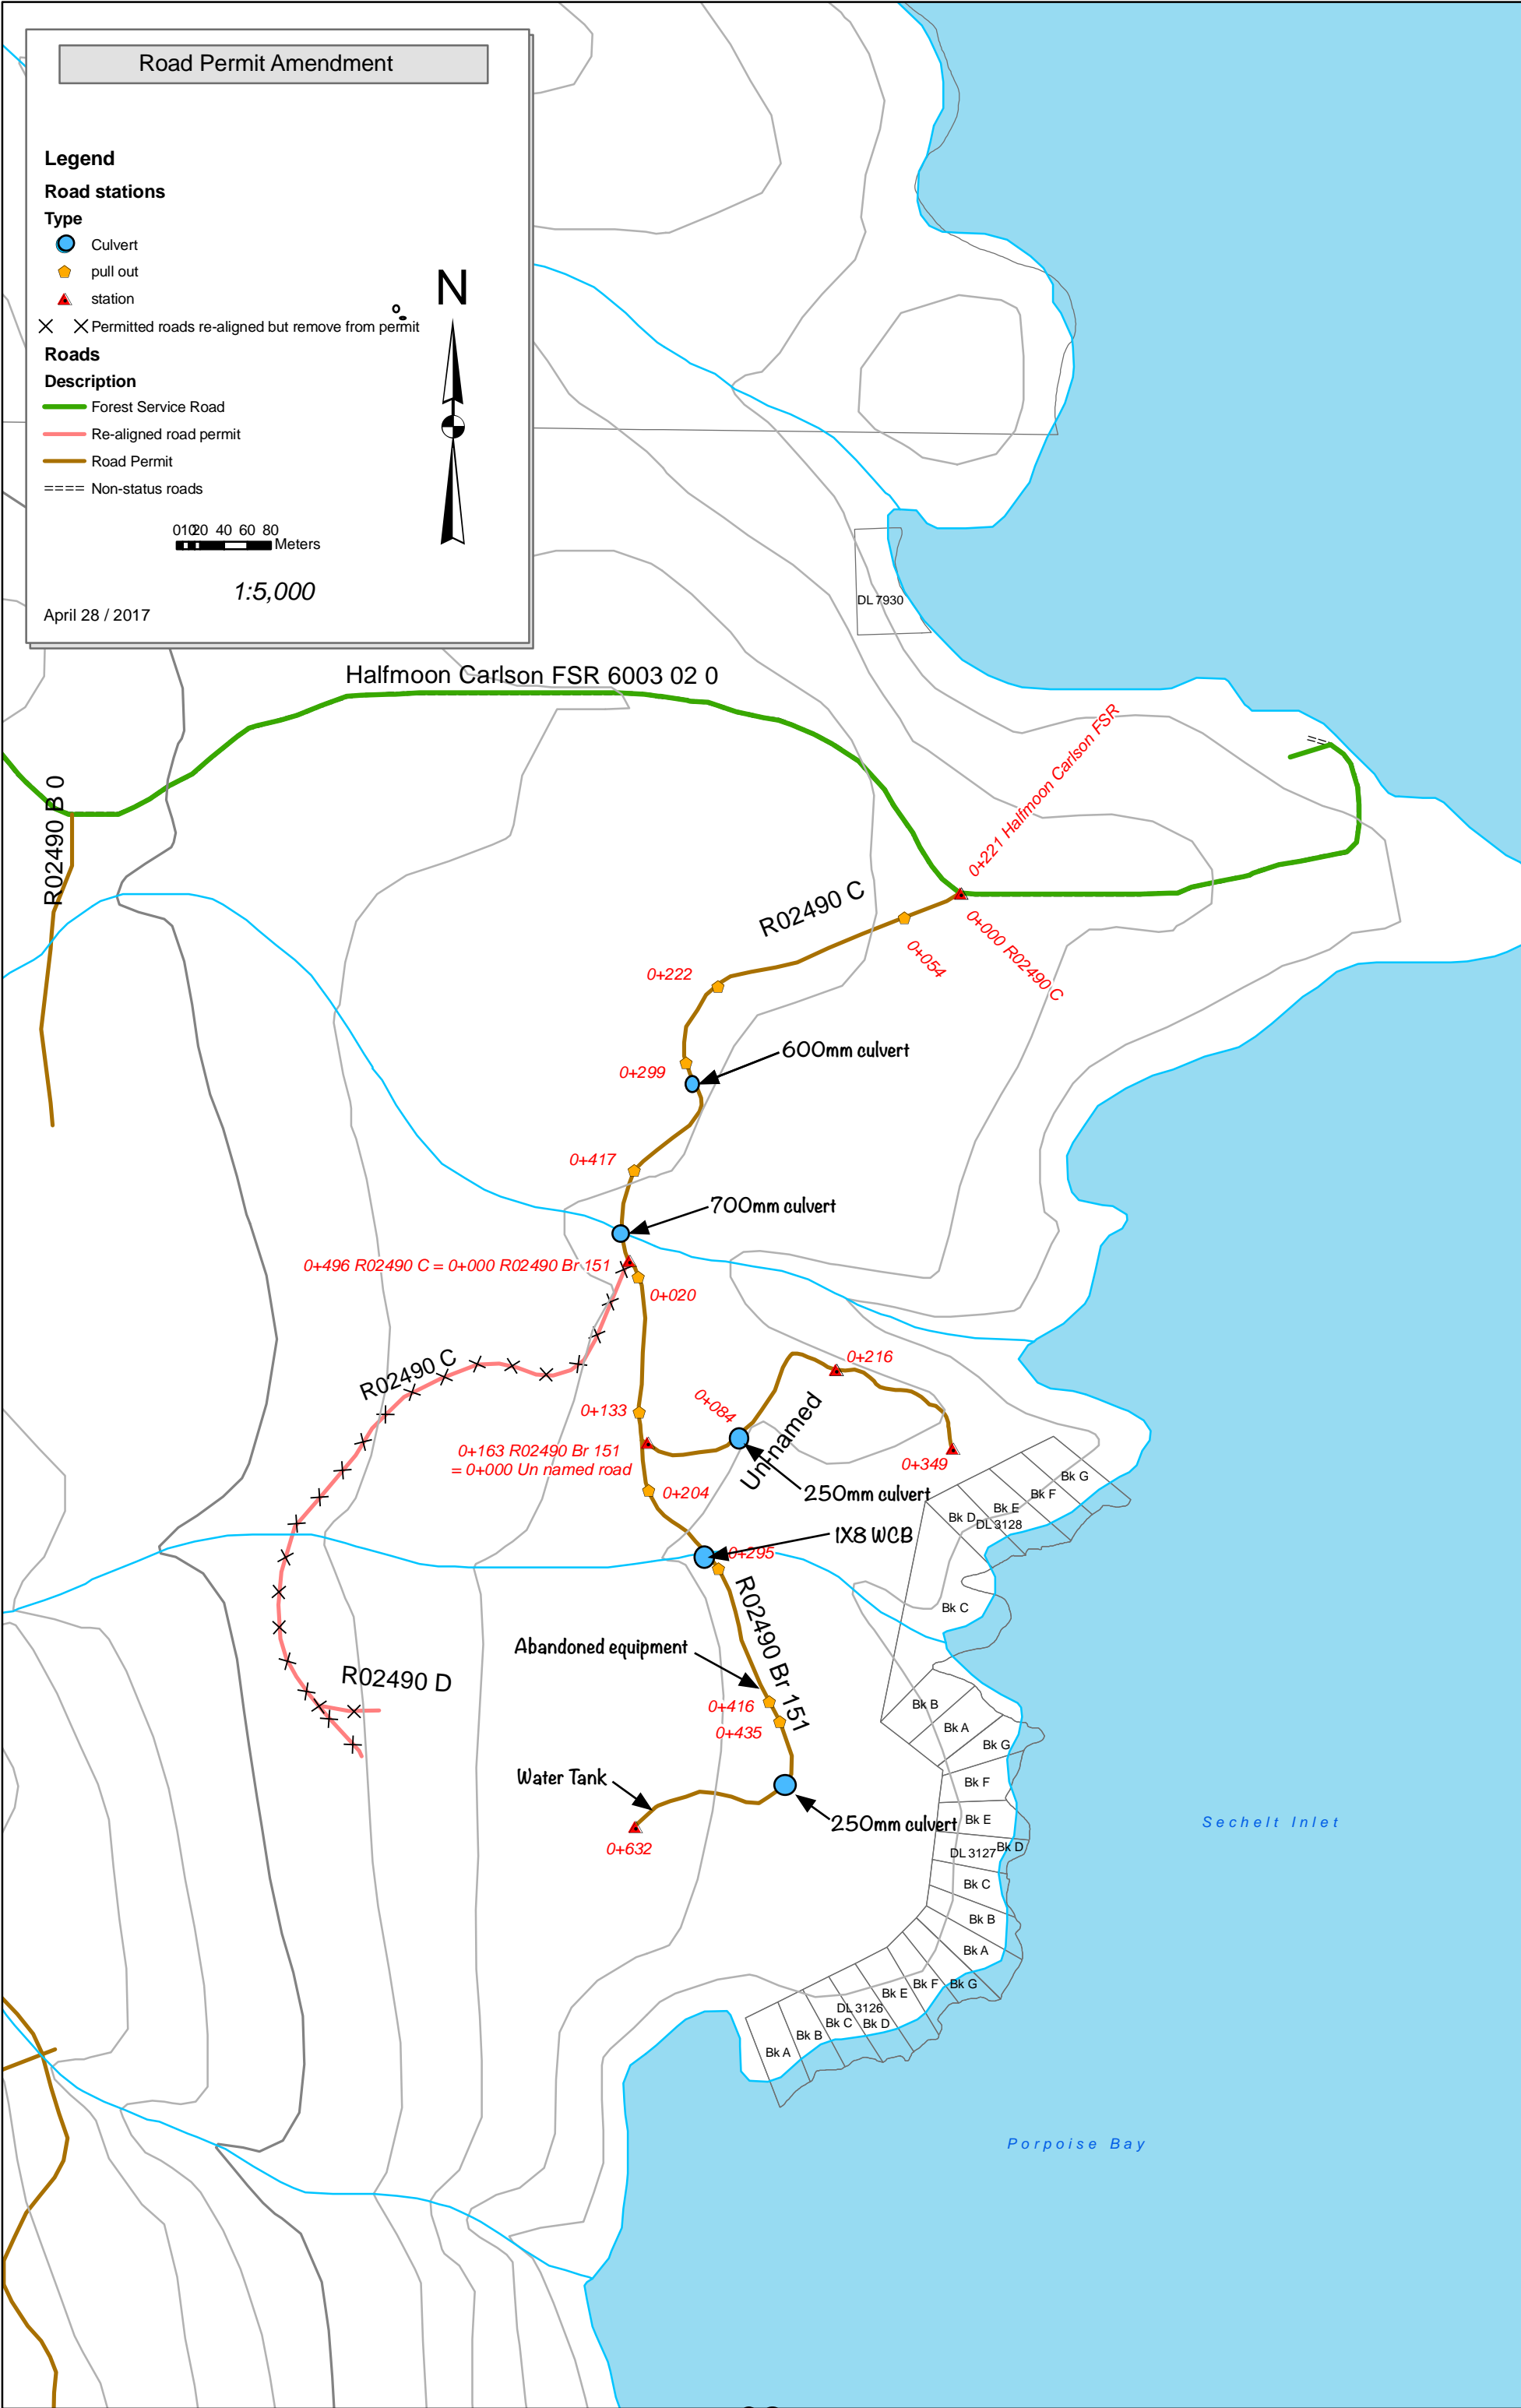 Road Permit Amendment
Legend
Road stations
Type
Culvert
pull out
station
Permitted roads re-aligned but remove from permit
N
Roads
Description
Forest Service Road
Re-aligned road permit
Road Permit
==== Non-status roads
01020 40 60 80
Meters
1:5,000
April 28 / 2017
DL 7930
Halfmoon Carlson FSR 6003 02 0
R02490 B 0
0+221 Halfmoon Carlson FSR
R02490 C
0+000 R02490 C
0+054
0+222
600mm culvert
0+299
0+417
700mm culvert
0+496 R02490 C = 0+000 R02490 Br 151
0+020
R02490 C
0+216
0+084
0+133
Un-named
0+163 R02490 Br 151
= 0+000 Un named road
0+349
250mm culvert
0+204
Bk G
Bk F
Bk E
Bk D
DL 3128
1X8 WCB
0+295
Bk C
R02490 Br 151
Abandoned equipment
R02490 D
0+416
0+435
Bk B
Bk A
Bk G
Water Tank
Bk F
Bk E
250mm culvert
Sechelt Inlet
0+632
DL 3127
Bk D
Bk C
Bk B
Bk A
Bk G
Bk F
Bk E
DL 3126
Bk D
Bk C
Bk B
Bk A
Porpoise Bay